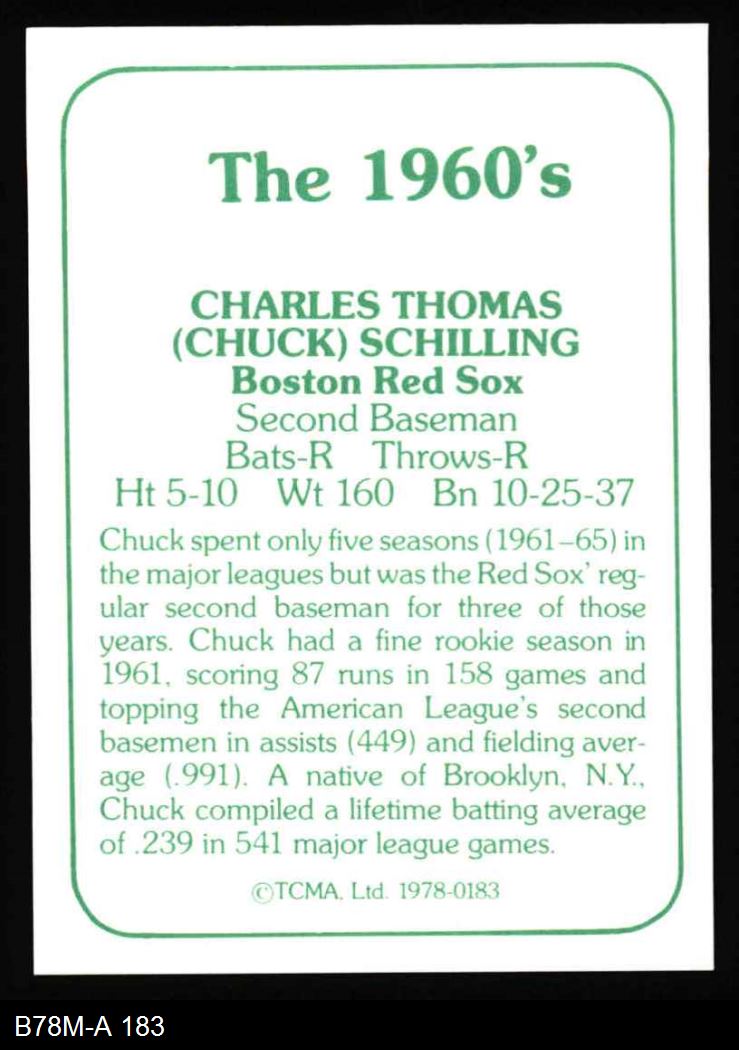 The 1960's
CHARLES THOMAS
(CHUCK) SCHILLING
Boston Red Sox
Second Baseman
Bats-R Throws-R
Ht 5-10 Wt 160 Bn 10-25-37
Chuck spent only five seasons (1961–65) in
the major leagues but was the Red Sox' reg-
ular second baseman for three of those
years. Chuck had a fine rookie season in
1961, scoring 87 runs in 158 games and
topping the American League's second
basemen in assists (449) and fielding aver-
age (.991). A native of Brooklyn, N.Y.,
Chuck compiled a lifetime batting average
of .239 in 541 major league games.
©TCMA, Ltd. 1978-0183
B78M-A 183